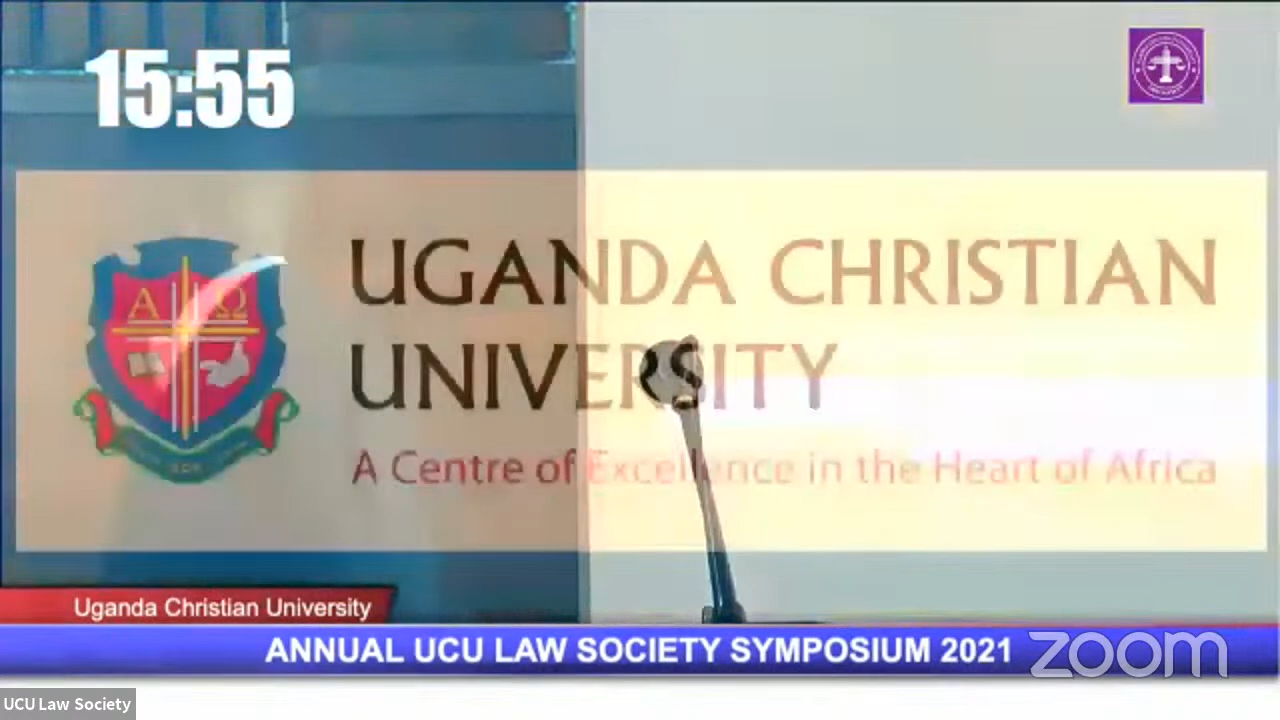 15:55
Α Ω
UGANDA CHRISTIAN
UNIVERSITY
A Centre of Excellence in the Heart of Africa
Uganda Christian University
ANNUAL UCU LAW SOCIETY SYMPOSIUM 2021
zoom
UCU Law Society